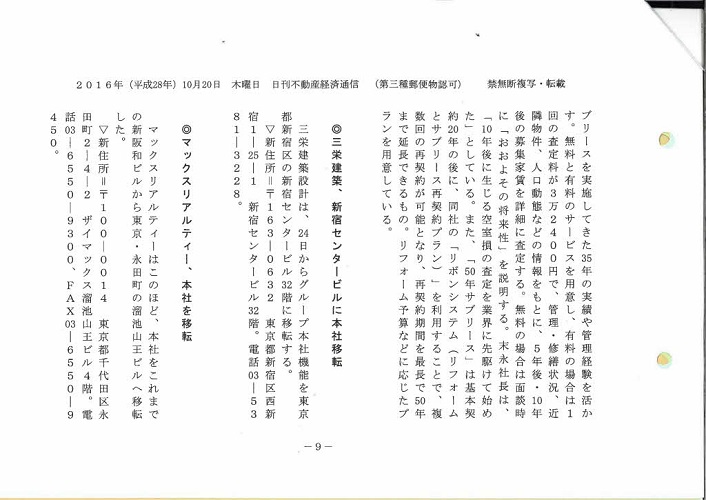 2016年（平成28年）10月20日　木曜日　日刊不動産経済通信　（第三種郵便物認可）　禁無断複写・転載
ブリースを実施してきた35年の実績や管理経験を活か
す。無料と有料のサービスを用意し、有料の場合は1
回の査定料が3万2400円で、管理・修繕状況、近
隣物件、人口動態などの情報をもとに、5年後・10年
後の募集家賃を詳細に査定する。無料の場合は面談時
に「おおよその将来性」を説明する。末永社長は、
「10年後に生じる空室損の査定を業界に先駆けて始め
た」としている。また、「50年サブリース」は基本契
約20年の後に、同社の「リボンシステム（リフォーム
とサブリース再契約プラン）」を利用することで、複
数回の再契約が可能となり、再契約期間を最長で50年
まで延長できるもの。リフォーム予算などに応じたプ
ランを用意している。
◎三栄建築、新宿センタービルに本社移転
三栄建築設計は、24日からグループ本社機能を東京
都新宿区の新宿センタービル32階に移転する。
▽新住所＝〒163―0632　東京都新宿区西新
宿1―25―1　新宿センタービル32階。電話03―53
81―3228。
◎マックスリアルティー、本社を移転
マックスリアルティーはこのほど、本社をこれまで
の新阪和ビルから東京・永田町の溜池山王ビルへ移転
した。
▽新住所＝〒100―0014　東京都千代田区永
田町2―4―2　ザイマックス溜池山王ビル4階。電
話03―6550―9300、FAX03―6550―9
450。
－9－